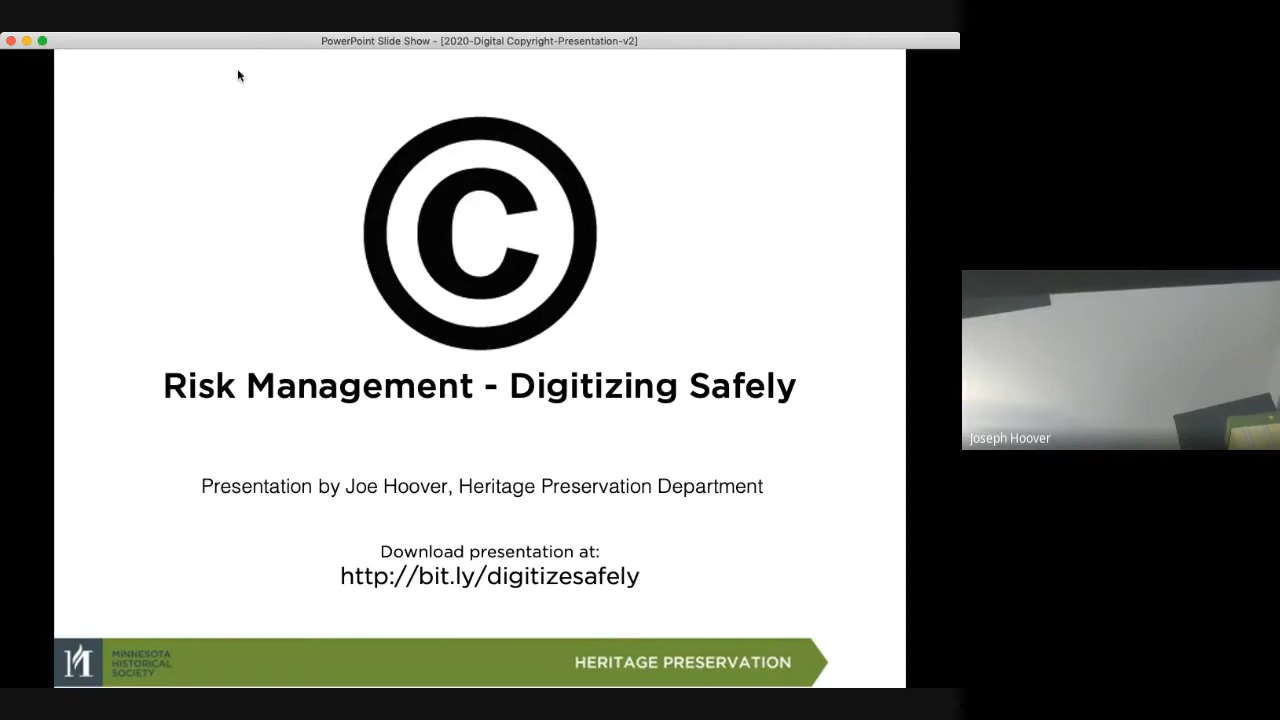 PowerPoint Slide Show - [2020-Digital Copyright-Presentation-v2]
©
Risk Management - Digitizing Safely
Presentation by Joe Hoover, Heritage Preservation Department
Download presentation at:
http://bit.ly/digitizesafely
MINNESOTA
HISTORICAL
SOCIETY
HERITAGE PRESERVATION
Joseph Hoover